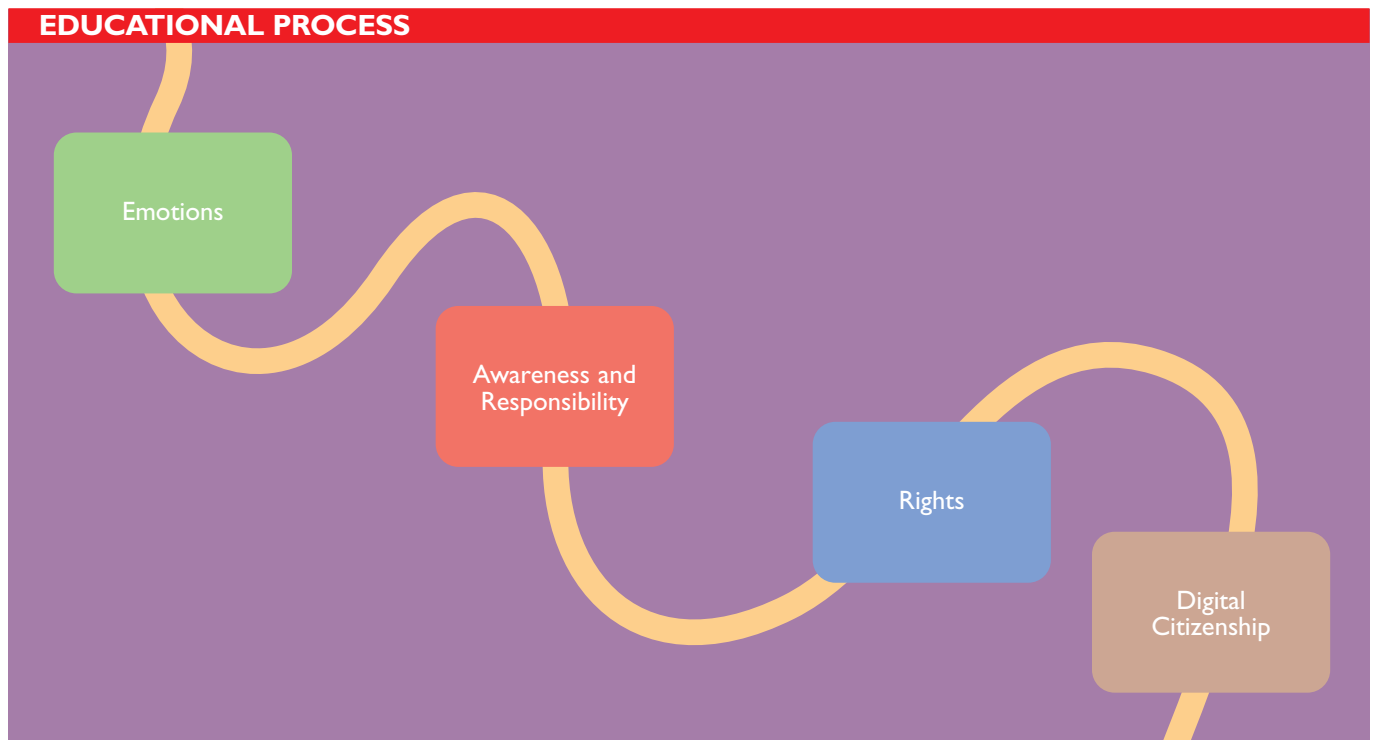 EDUCATIONAL PROCESS
Emotions
Awareness and
Responsibility
Rights
Digital
Citizenship